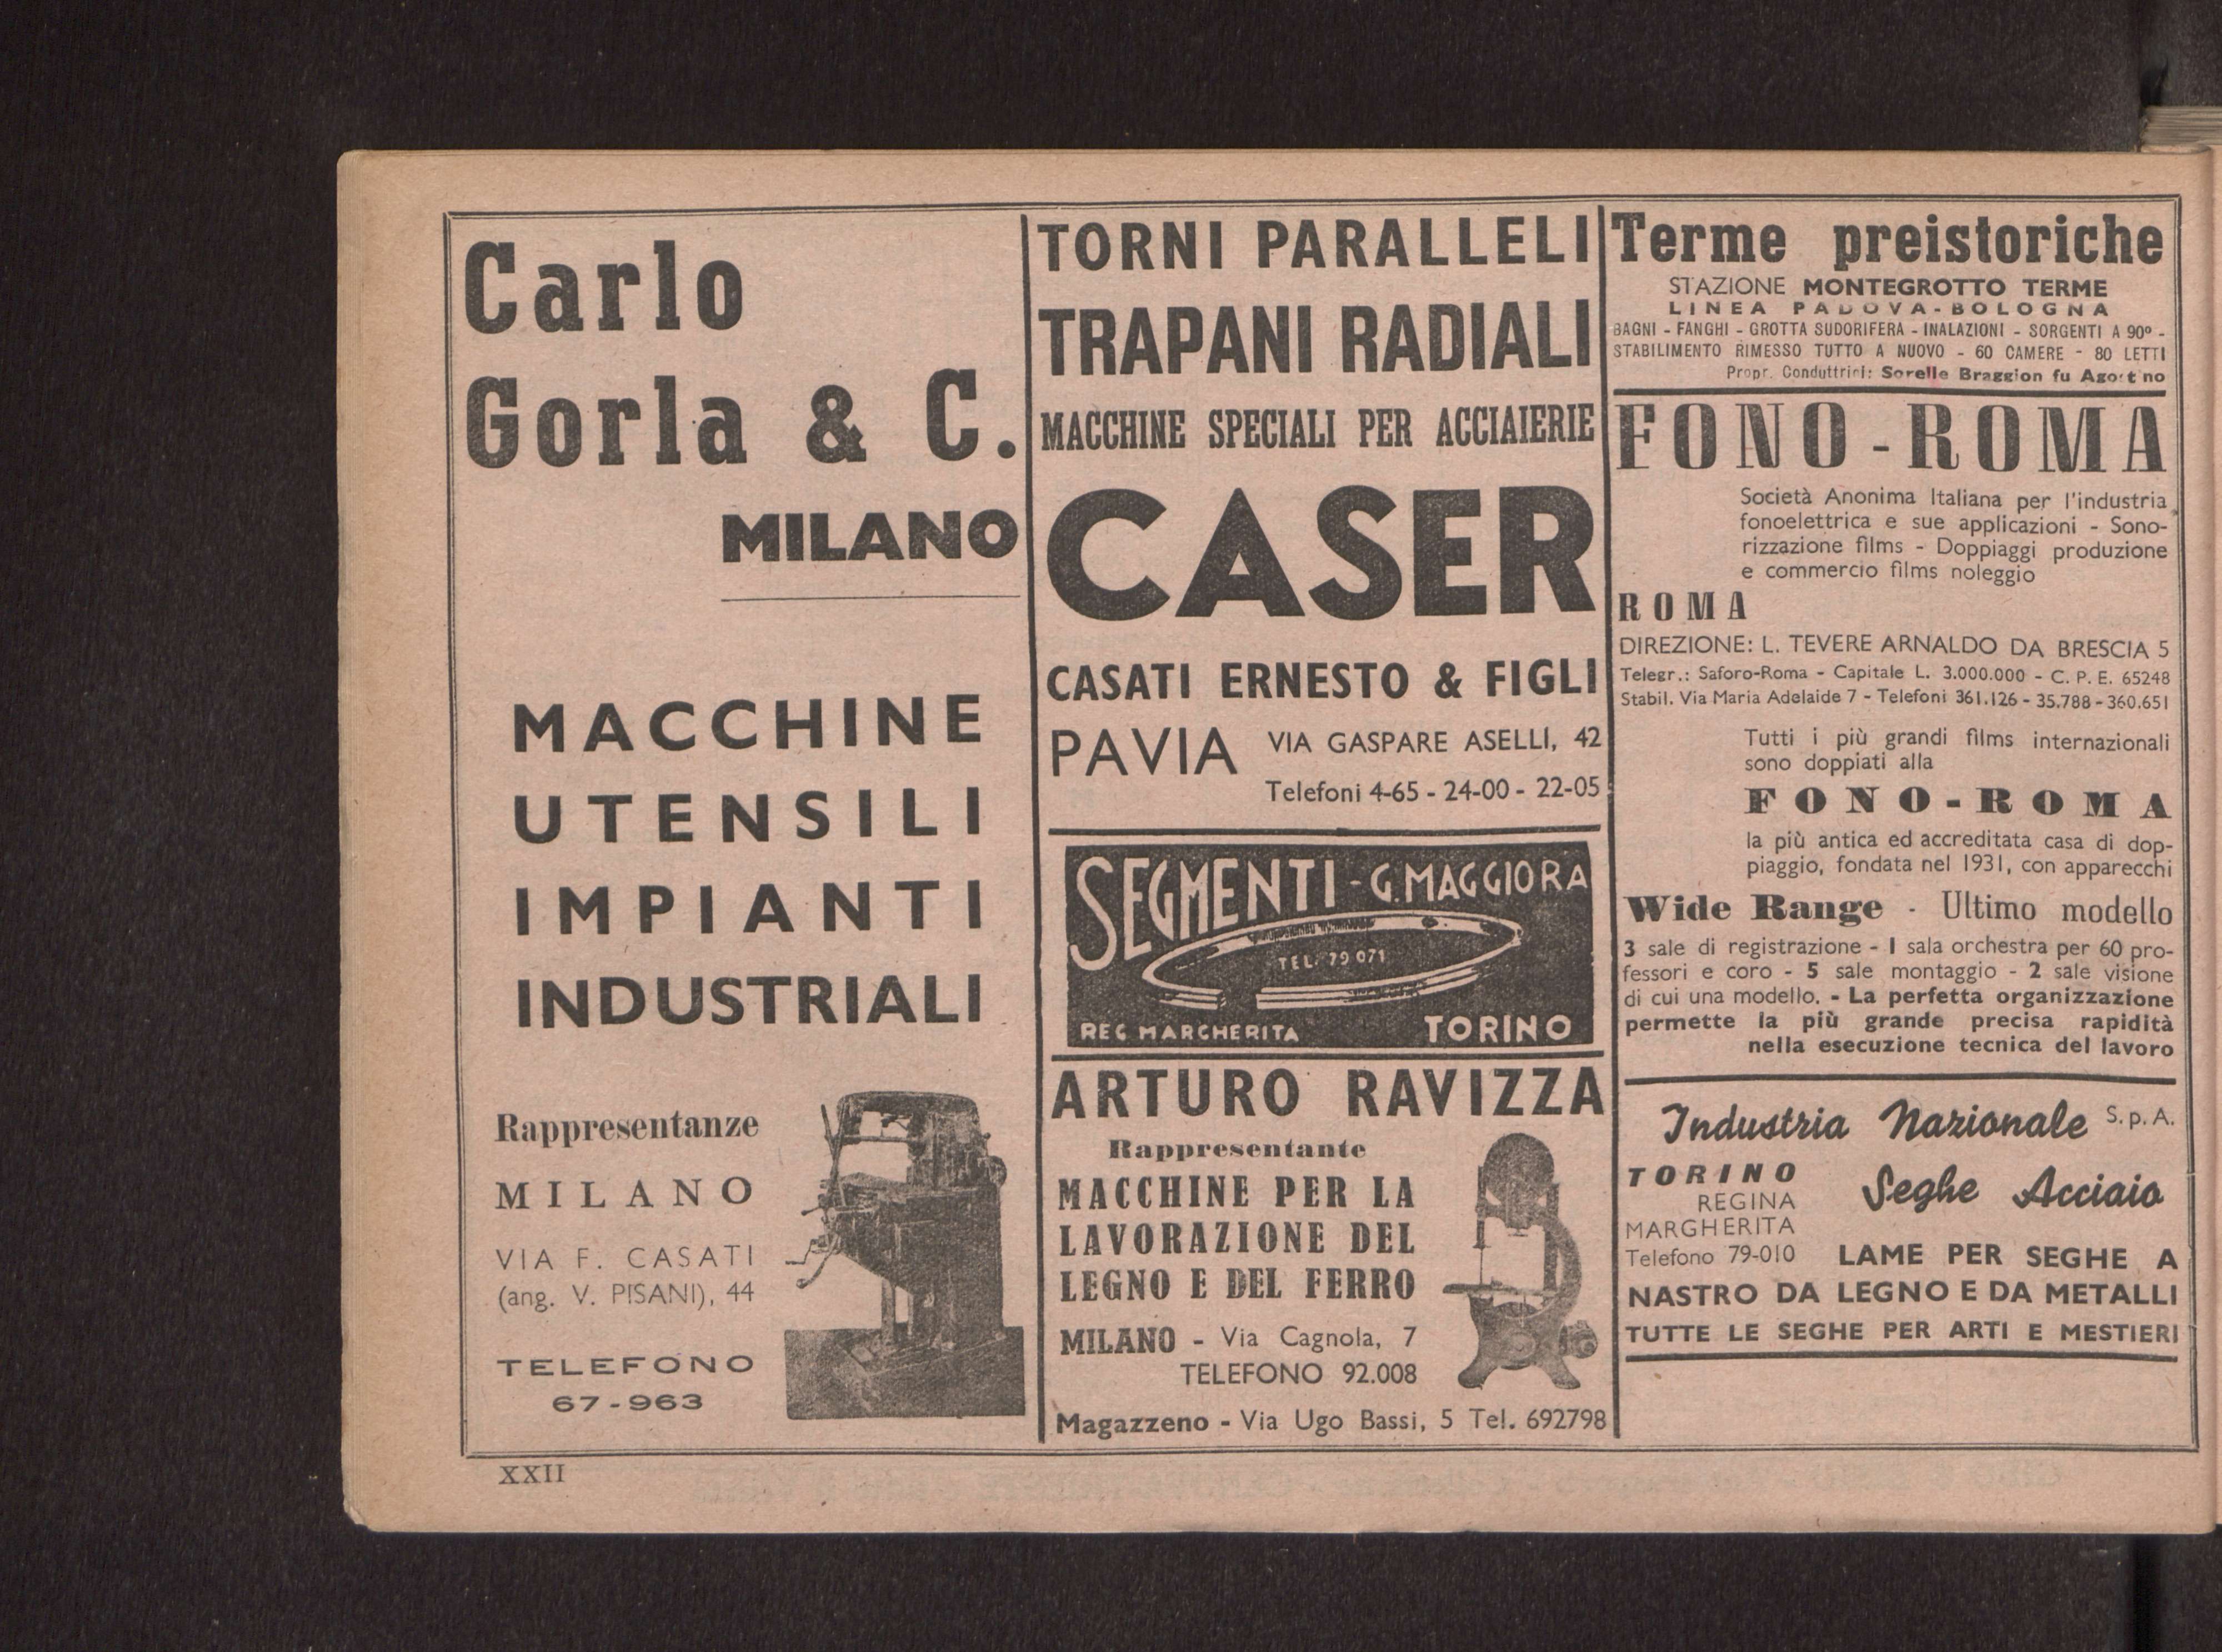 Carlo
Gorla & C.
MILANO
MACCHINE
UTENSILI
IMPIANTI
INDUSTRIALI
Rappresentanze
MILANO
VIA F. CASATI
(ang. V. PISANI), 44
TELEFONO
67-963
XXII
TORNI PARALLELI
TRAPANI RADIALI
MACCHINE SPECIALI PER ACCIAIERIE
CASER
CASATI ERNESTO & FIGLI
PAVIA VIA GASPARE ASELLI, 42
Telefoni 4-65 - 24-00 - 22-05
SEGMENTI - G. MAGGIORA
TEL. 79 071
REG MARGHERITA TORINO
ARTURO RAVIZZA
Rappresentante
MACCHINE PER LA
LAVORAZIONE DEL
LEGNO E DEL FERRO
MILANO - Via Cagnola, 7
TELEFONO 92.008
Magazzeno - Via Ugo Bassi, 5 Tel. 692798
Terme preistoriche
STAZIONE MONTEGROTTO TERME
LINEA PADOVA-BOLOGNA
BAGNI - FANGHI - GROTTA SUDORIFERA - INALAZIONI - SORGENTI A 90º -
STABILIMENTO RIMESSO TUTTO A NUOVO - 60 CAMERE - 80 LETTI
Propr. Conduttrici: Sorelle Braggion fu Agostino
FONO-ROMA
Società Anonima Italiana per l'industria
fonoelettrica e sue applicazioni - Sono-
rizzazione films - Doppiaggi produzione
e commercio films noleggio
ROMA
DIREZIONE: L. TEVERE ARNALDO DA BRESCIA 5
Telegr.: Saforo-Roma - Capitale L. 3.000.000 - C. P. E. 65248
Stabil. Via Maria Adelaide 7 - Telefoni 361.126 - 35.788 - 360.651
Tutti i più grandi films internazionali
sono doppiati alla
FONO-ROMA
la più antica ed accreditata casa di dop-
piaggio, fondata nel 1931, con apparecchi
Wide Range - Ultimo modello
3 sale di registrazione - 1 sala orchestra per 60 pro-
fessori e coro - 5 sale montaggio - 2 sale visione
di cui una modello. - La perfetta organizzazione
permette la più grande precisa rapidità
nella esecuzione tecnica del lavoro
Industria Nazionale S.p.A.
Seghe Acciaio
TORINO
REGINA
MARGHERITA
Telefono 79-010
LAME PER SEGHE A
NASTRO DA LEGNO E DA METALLI
TUTTE LE SEGHE PER ARTI E MESTIERI